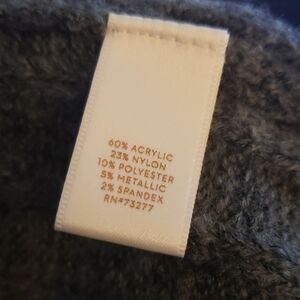 60% ACRYLIC
23% NYLON
10% POLYESTER
5% METALLIC
2% SPANDEX
RN#73277